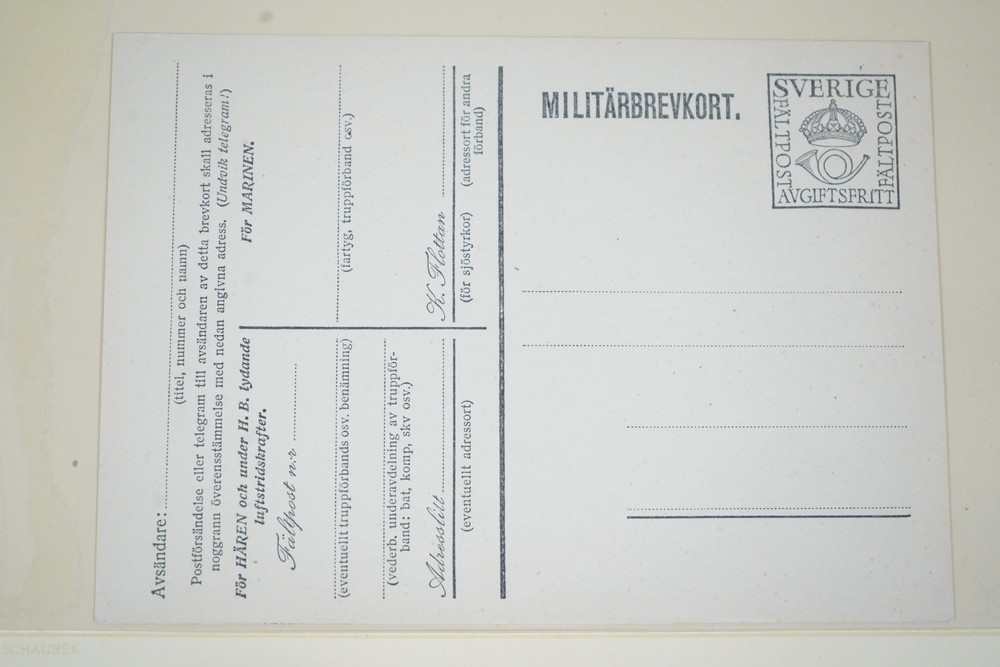 Avsändare:
(titel, nummer och namn)
Postförsändelse eller telegram till avsändaren av detta brevkort skall adresseras i
noggrann överensstämmelse med nedan angivna adress. (Undvik telegram!)
För HÄREN och under H. B. lydande
luftstridskrafter.
Fältpost n:r
(eventuellt truppförbands osv. benämning)
(vederb. underavdelning av truppför-
band: bat, komp, skv osv.)
Adresslitt
(eventuellt adressort)
För MARINEN.
(fartyg, truppförband osv.)
K. Flottan
(för sjöstyrkor)
(adressort för andra
förband)
MILITÄRBREVKORT.
SVERIGE
FÄLTPOST
FÄLTPOST
AVGIFTSFRITT
SCHAUBEK